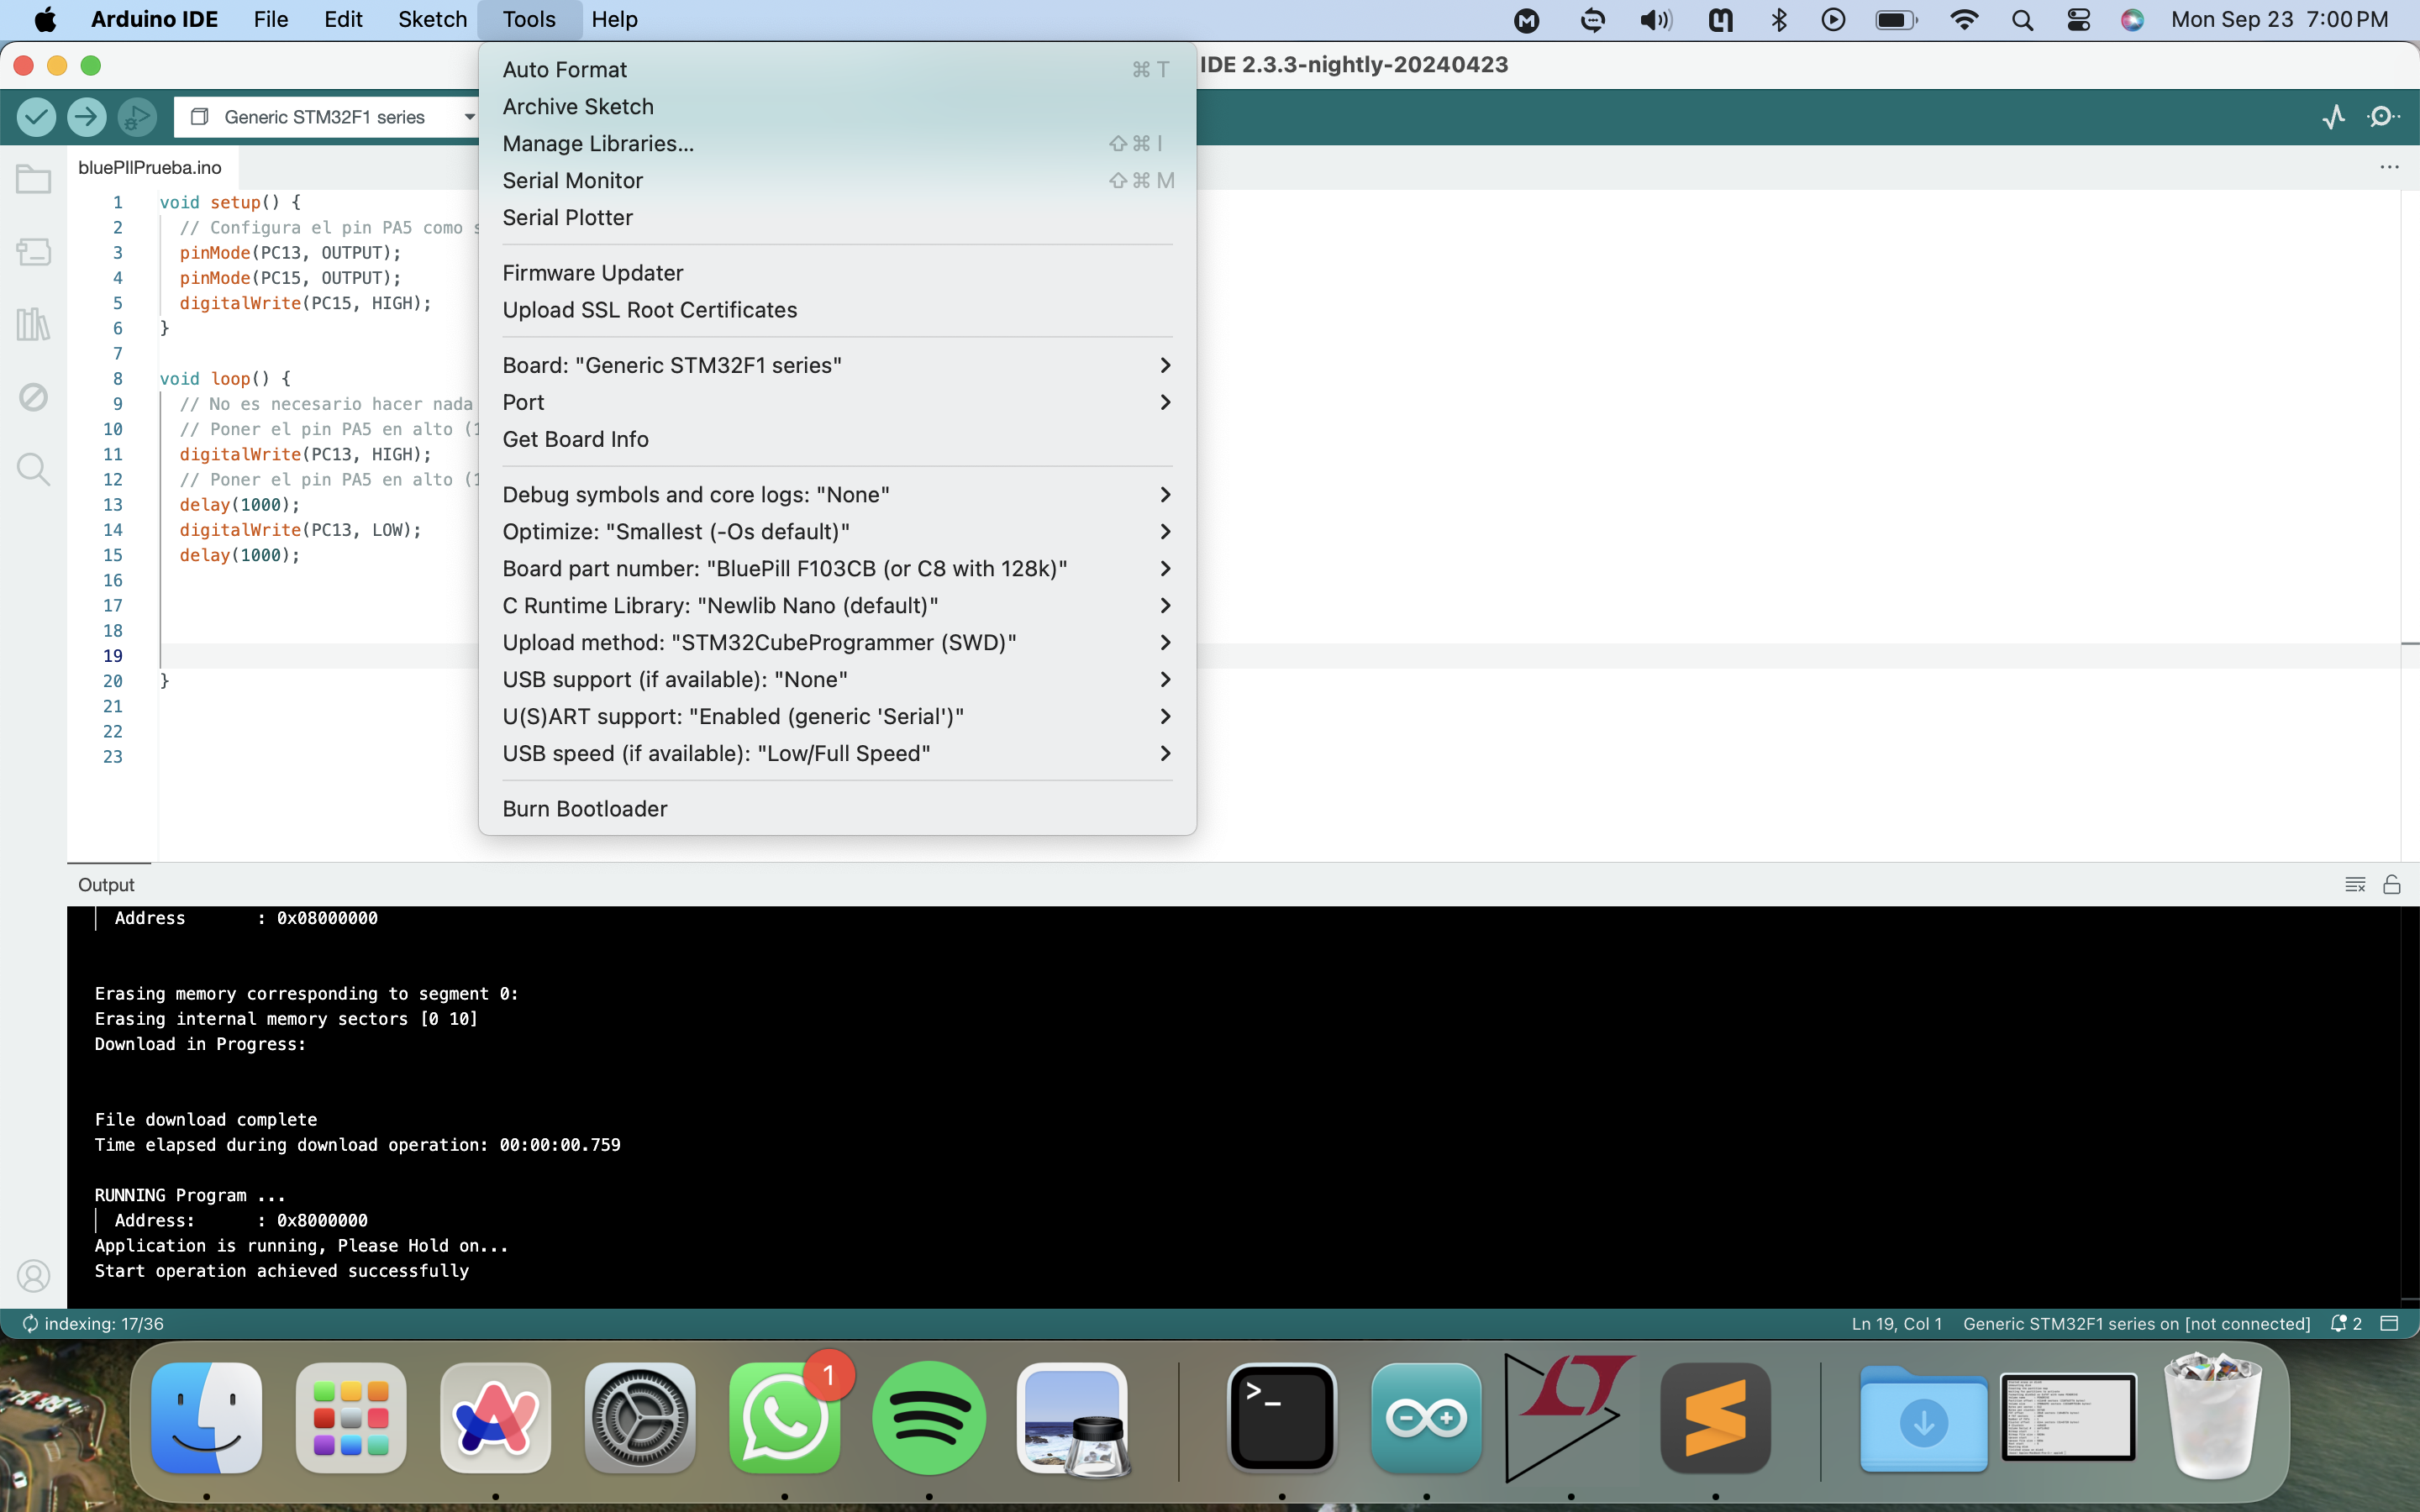 Arduino IDE File Edit Sketch Tools Help Mon Sep 23 7:00 PM
IDE 2.3.3-nightly-20240423
Generic STM32F1 series
Auto Format ⌘ T
Archive Sketch
Manage Libraries... ⇧ ⌘ I
Serial Monitor ⇧ ⌘ M
Serial Plotter
Firmware Updater
Upload SSL Root Certificates
Board: "Generic STM32F1 series"
Port
Get Board Info
Debug symbols and core logs: "None"
Optimize: "Smallest (-Os default)"
Board part number: "BluePill F103CB (or C8 with 128k)"
C Runtime Library: "Newlib Nano (default)"
Upload method: "STM32CubeProgrammer (SWD)"
USB support (if available): "None"
U(S)ART support: "Enabled (generic 'Serial')"
USB speed (if available): "Low/Full Speed"
Burn Bootloader
bluePIlPrueba.ino
1 void setup() {
2 // Configura el pin PA5 como
3 pinMode(PC13, OUTPUT);
4 pinMode(PC15, OUTPUT);
5 digitalWrite(PC15, HIGH);
6 }
7
8 void loop() {
9 // No es necesario hacer nada
10 // Poner el pin PA5 en alto (1
11 digitalWrite(PC13, HIGH);
12 // Poner el pin PA5 en alto (1
13 delay(1000);
14 digitalWrite(PC13, LOW);
15 delay(1000);
16
17
18
19
20 }
21
22
23
Output
Address : 0x08000000
Erasing memory corresponding to segment 0:
Erasing internal memory sectors [0 10]
Download in Progress:
File download complete
Time elapsed during download operation: 00:00:00.759
RUNNING Program ...
Address: : 0x8000000
Application is running, Please Hold on...
Start operation achieved successfully
indexing: 17/36 Ln 19, Col 1 Generic STM32F1 series on [not connected] 2
1